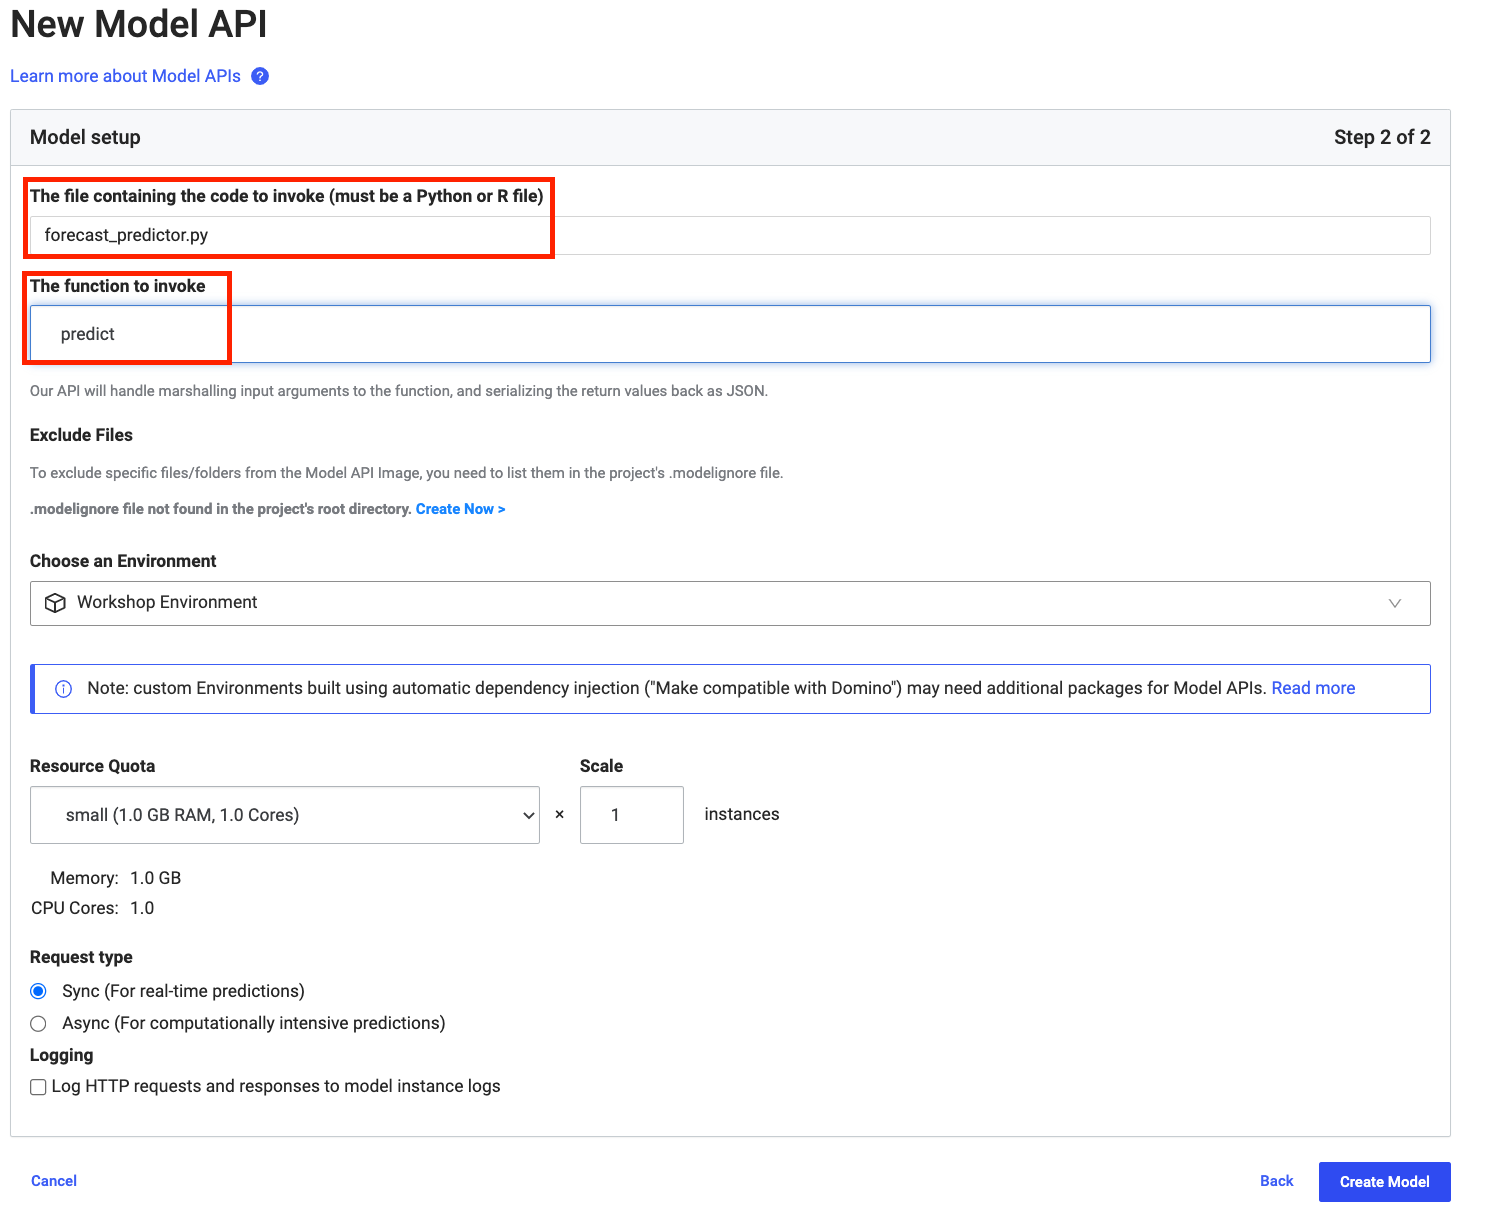 New Model API
Learn more about Model APIs ?
Model setup Step 2 of 2
The file containing the code to invoke (must be a Python or R file)
forecast_predictor.py
The function to invoke
predict
Our API will handle marshalling input arguments to the function, and serializing the return values back as JSON.
Exclude Files
To exclude specific files/folders from the Model API Image, you need to list them in the project's .modelignore file.
.modelignore file not found in the project's root directory. Create Now >
Choose an Environment
Workshop Environment
Note: custom Environments built using automatic dependency injection ("Make compatible with Domino") may need additional packages for Model APIs. Read more
Resource Quota Scale
small (1.0 GB RAM, 1.0 Cores) × 1 instances
Memory: 1.0 GB
CPU Cores: 1.0
Request type
Sync (For real-time predictions)
Async (For computationally intensive predictions)
Logging
Log HTTP requests and responses to model instance logs
Cancel Back Create Model